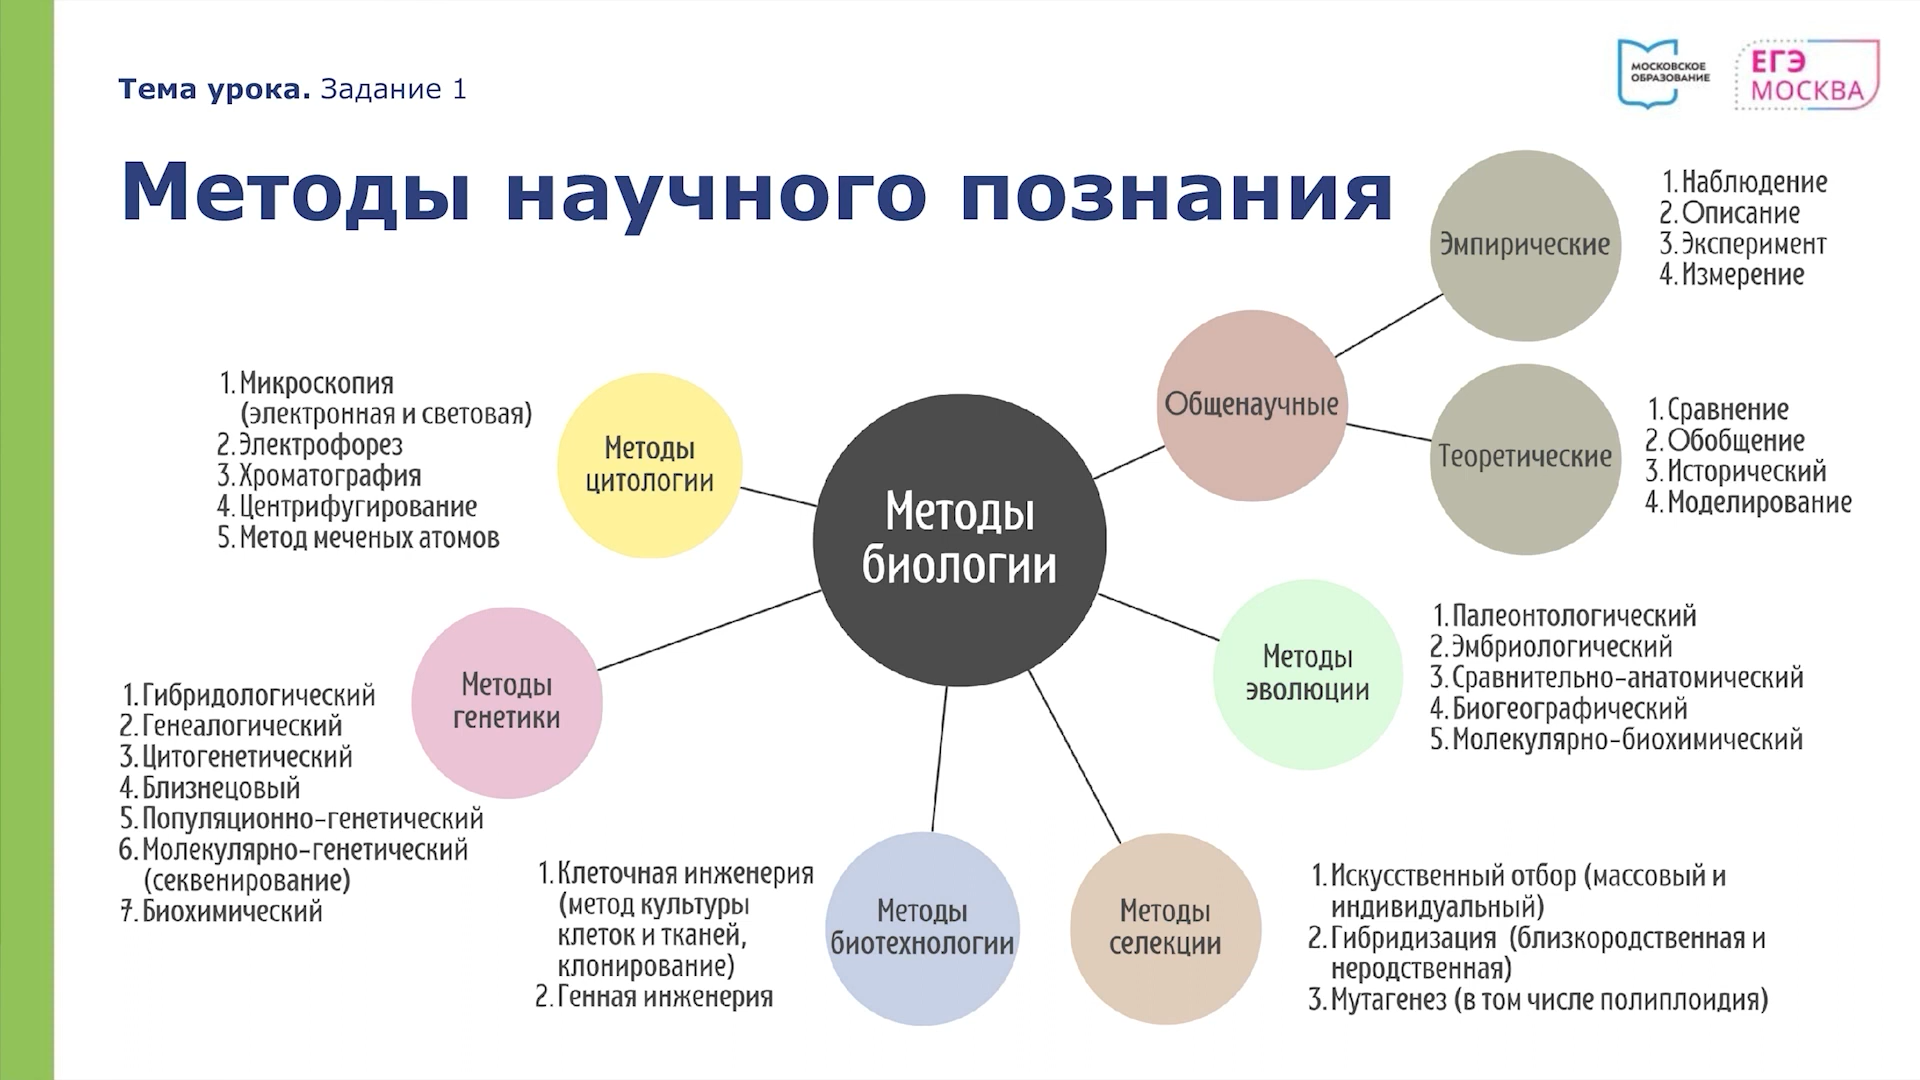 Тема урока. Задание 1
МОСКОВСКОЕ
ОБРАЗОВАНИЕ
ЕГЭ
МОСКВА
Методы научного познания
Эмпирические
1. Наблюдение
2. Описание
3. Эксперимент
4. Измерение
Общенаучные
Теоретические
1. Сравнение
2. Обобщение
3. Исторический
4. Моделирование
1. Микроскопия
(электронная и световая)
2. Электрофорез
3. Хроматография
4. Центрифугирование
5. Метод меченых атомов
Методы
цитологии
Методы
биологии
Методы
эволюции
1. Палеонтологический
2. Эмбриологический
3. Сравнительно-анатомический
4. Биогеографический
5. Молекулярно-биохимический
1. Гибридологический
2. Генеалогический
3. Цитогенетический
4. Близнецовый
5. Популяционно-генетический
6. Молекулярно-генетический
(секвенирование)
7. Биохимический
Методы
генетики
1. Клеточная инженерия
(метод культуры
клеток и тканей,
клонирование)
2. Генная инженерия
Методы
биотехнологии
Методы
селекции
1. Искусственный отбор (массовый и
индивидуальный)
2. Гибридизация (близкородственная и
неродственная)
3. Мутагенез (в том числе полиплоидия)